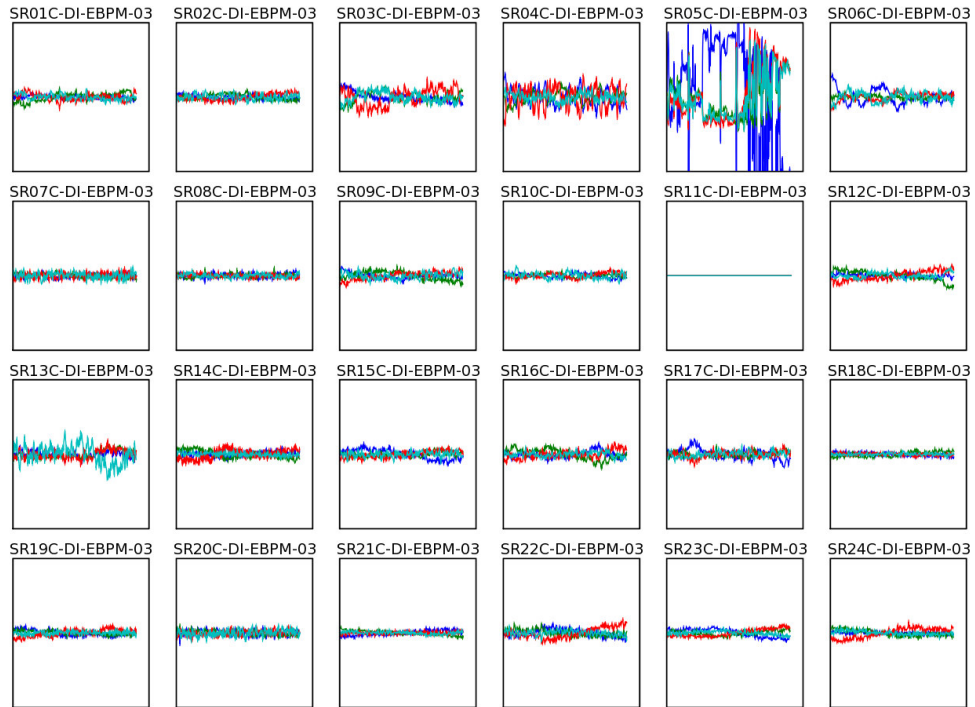 SR01C-DI-EBPM-03 SR02C-DI-EBPM-03 SR03C-DI-EBPM-03 SR04C-DI-EBPM-03 SR05C-DI-EBPM-03 SR06C-DI-EBPM-03
SR07C-DI-EBPM-03 SR08C-DI-EBPM-03 SR09C-DI-EBPM-03 SR10C-DI-EBPM-03 SR11C-DI-EBPM-03 SR12C-DI-EBPM-03
SR13C-DI-EBPM-03 SR14C-DI-EBPM-03 SR15C-DI-EBPM-03 SR16C-DI-EBPM-03 SR17C-DI-EBPM-03 SR18C-DI-EBPM-03
SR19C-DI-EBPM-03 SR20C-DI-EBPM-03 SR21C-DI-EBPM-03 SR22C-DI-EBPM-03 SR23C-DI-EBPM-03 SR24C-DI-EBPM-03